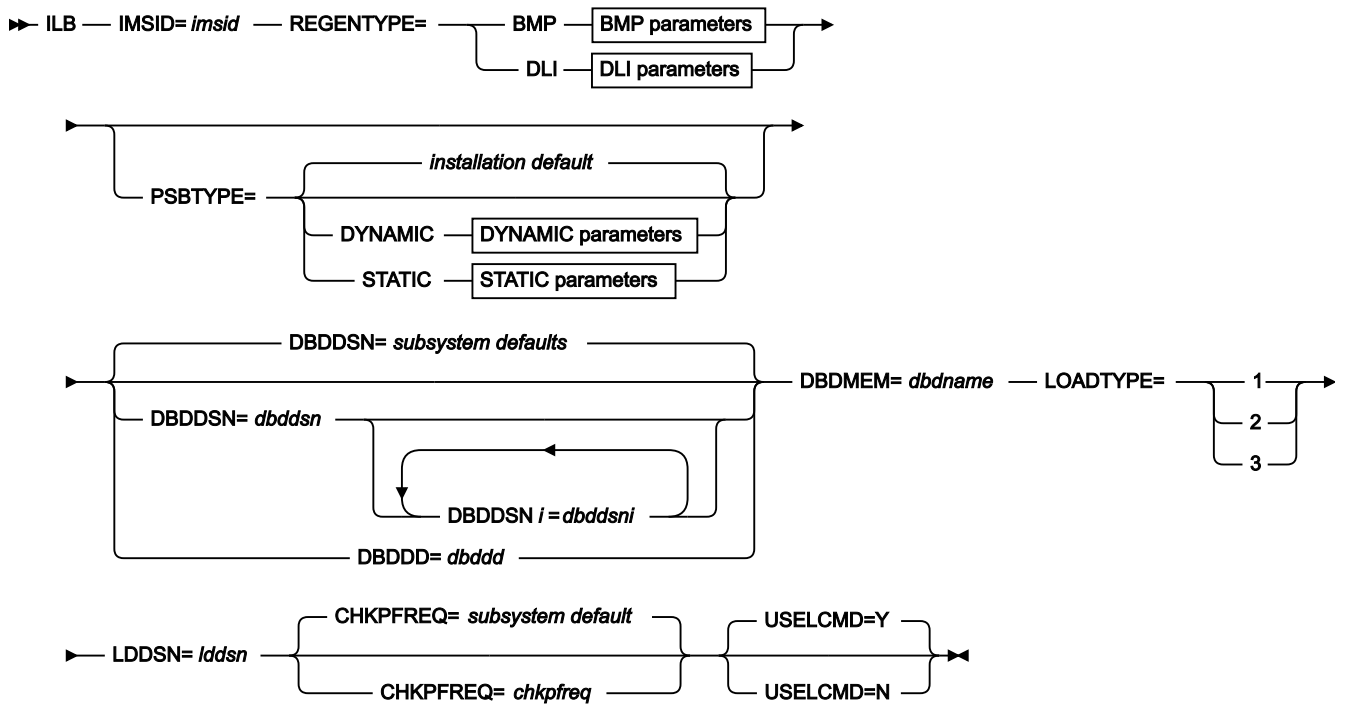 ILB IMSID= imsid REGENTYPE= BMP BMP parameters
DLI DLI parameters
installation default
PSBTYPE=
DYNAMIC DYNAMIC parameters
STATIC STATIC parameters
DBDDSN= subsystem defaults
DBDMEM= dbdname LOADTYPE= 1
DBDDSN= dbddsn 2
3
DBDDSN i =dbddsni
DBDDD= dbddd
CHKPFREQ= subsystem default USELCMD=Y
LDDSN= lddsn
CHKPFREQ= chkpfreq USELCMD=N